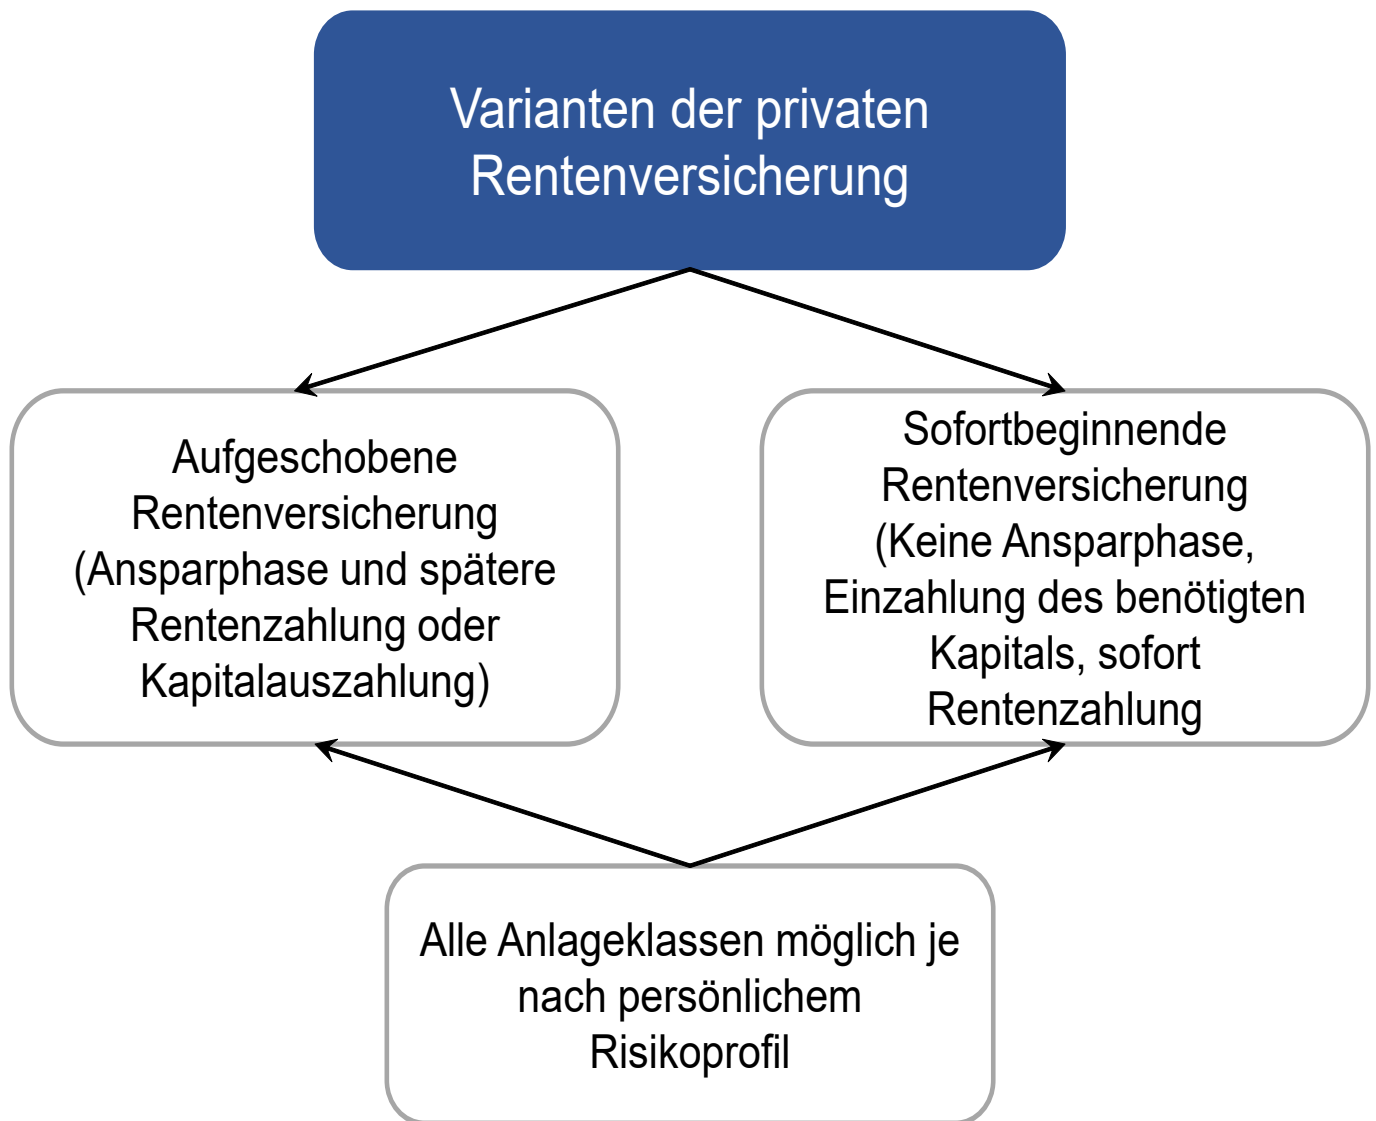 Varianten der privaten
Rentenversicherung
Aufgeschobene
Rentenversicherung
(Ansparphase und spätere
Rentenzahlung oder
Kapitalauszahlung)
Sofortbeginnende
Rentenversicherung
(Keine Ansparphase,
Einzahlung des benötigten
Kapitals, sofort
Rentenzahlung
Alle Anlageklassen möglich je
nach persönlichem
Risikoprofil